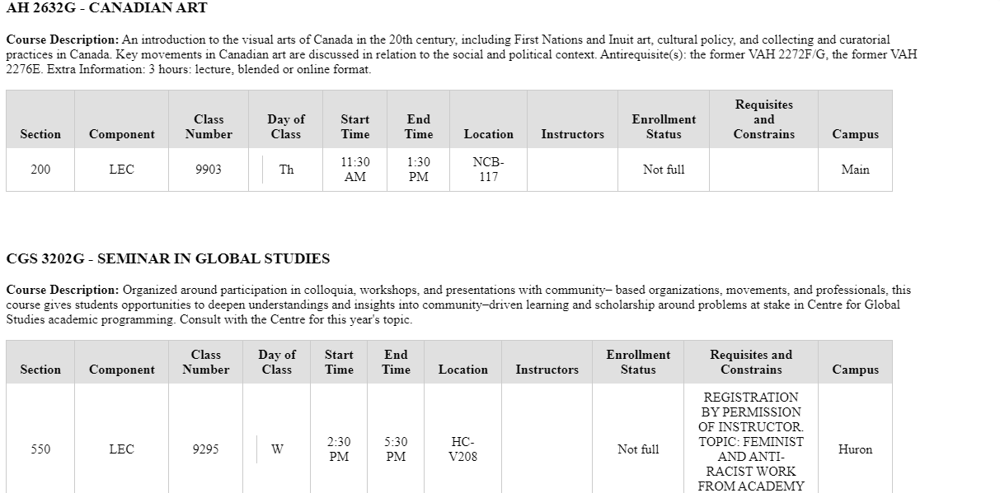 AH 2632G - CANADIAN ART
Course Description: An introduction to the visual arts of Canada in the 20th century, including First Nations and Inuit art, cultural policy, and collecting and curatorial
practices in Canada. Key movements in Canadian art are discussed in relation to the social and political context. Antirequisite(s): the former VAH 2272F/G, the former VAH
2276E. Extra Information: 3 hours: lecture, blended or online format.
Section Component Class Number Day of Class Start Time End Time Location Instructors Enrollment Status Requisites and Constrains Campus
200 LEC 9903 Th 11:30 AM 1:30 PM NCB-117 Not full Main
CGS 3202G - SEMINAR IN GLOBAL STUDIES
Course Description: Organized around participation in colloquia, workshops, and presentations with community– based organizations, movements, and professionals, this
course gives students opportunities to deepen understandings and insights into community–driven learning and scholarship around problems at stake in Centre for Global
Studies academic programming. Consult with the Centre for this year's topic.
Section Component Class Number Day of Class Start Time End Time Location Instructors Enrollment Status Requisites and Constrains Campus
550 LEC 9295 W 2:30 PM 5:30 PM HC-V208 Not full REGISTRATION BY PERMISSION OF INSTRUCTOR. TOPIC: FEMINIST AND ANTI-RACIST WORK FROM ACADEMY Huron